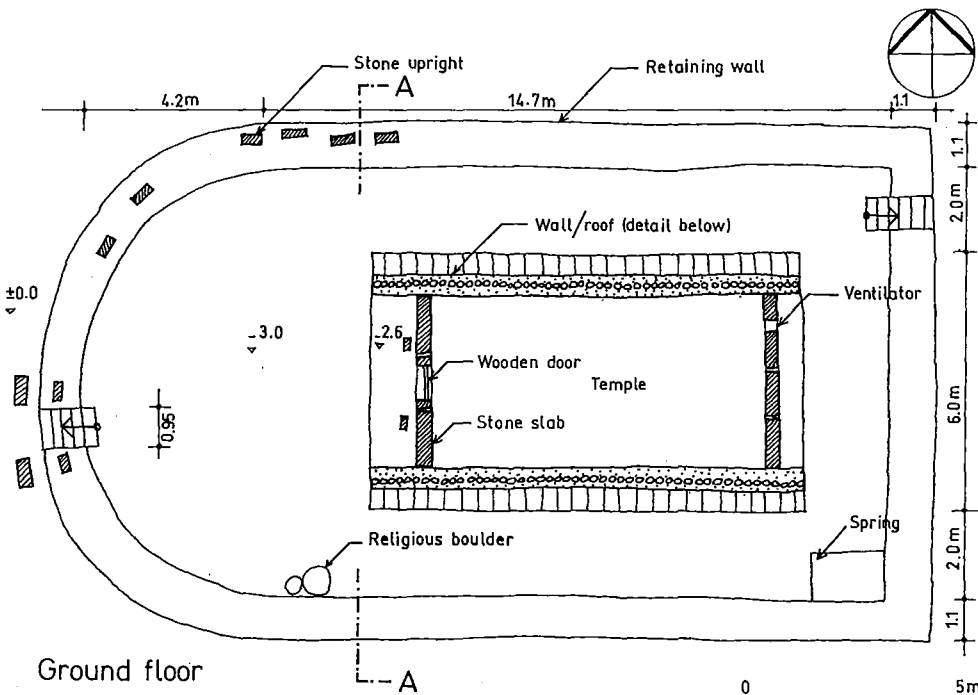 Stone upright
A
Retaining wall
4.2m
14.7m
1.1
1.1
2.0m
Wall/roof (detail below)
±0.0
-3.0
-2.6
Ventilator
Wooden door
Temple
6.0m
0.95
Stone slab
Spring
Religious boulder
2.0m
1.1
Ground floor
A
0
5m